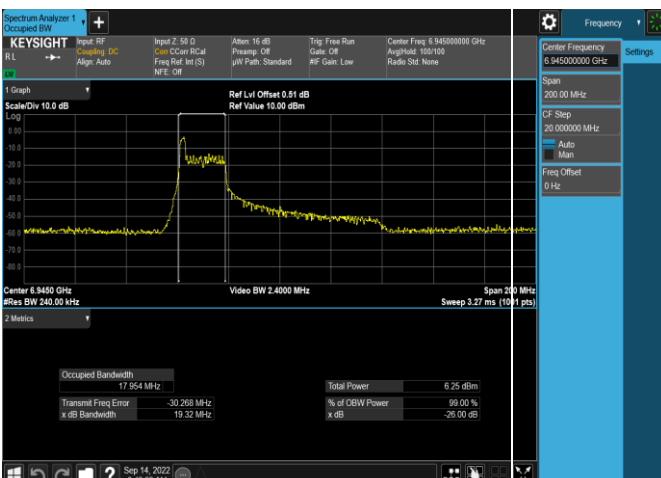 Spectrum Analyzer 1
Occupied BW
+
Frequency
KEYSIGHT
Input: RF
Coupling: DC
Align: Auto
Input Z: 50 Ω
Corr CCorr RCal
Freq Ref: Int (S)
NFE: Off
Atten: 16 dB
Preamp: Off
µW Path: Standard
Trig: Free Run
Gate: Off
#IF Gain: Low
Center Freq: 6.945000000 GHz
Avg|Hold: 100/100
Radio Std: None
R L
LXI
Center Frequency
6.945000000 GHz
Settings
Span
200.00 MHz
CF Step
20.000000 MHz
Auto
Man
Freq Offset
0 Hz
1 Graph
Scale/Div 10.0 dB
Ref Lvl Offset 0.51 dB
Ref Value 10.00 dBm
Log
0.00
-10.0
-20.0
-30.0
-40.0
-50.0
-60.0
-70.0
-80.0
Center 6.9450 GHz
#Res BW 240.00 kHz
Video BW 2.4000 MHz
Span 200 MHz
Sweep 3.27 ms (1001 pts)
2 Metrics
Occupied Bandwidth
17.954 MHz
Transmit Freq Error -30.268 MHz
x dB Bandwidth 19.32 MHz
Total Power 6.25 dBm
% of OBW Power 99.00 %
x dB -26.00 dB
?
Sep 14, 2022